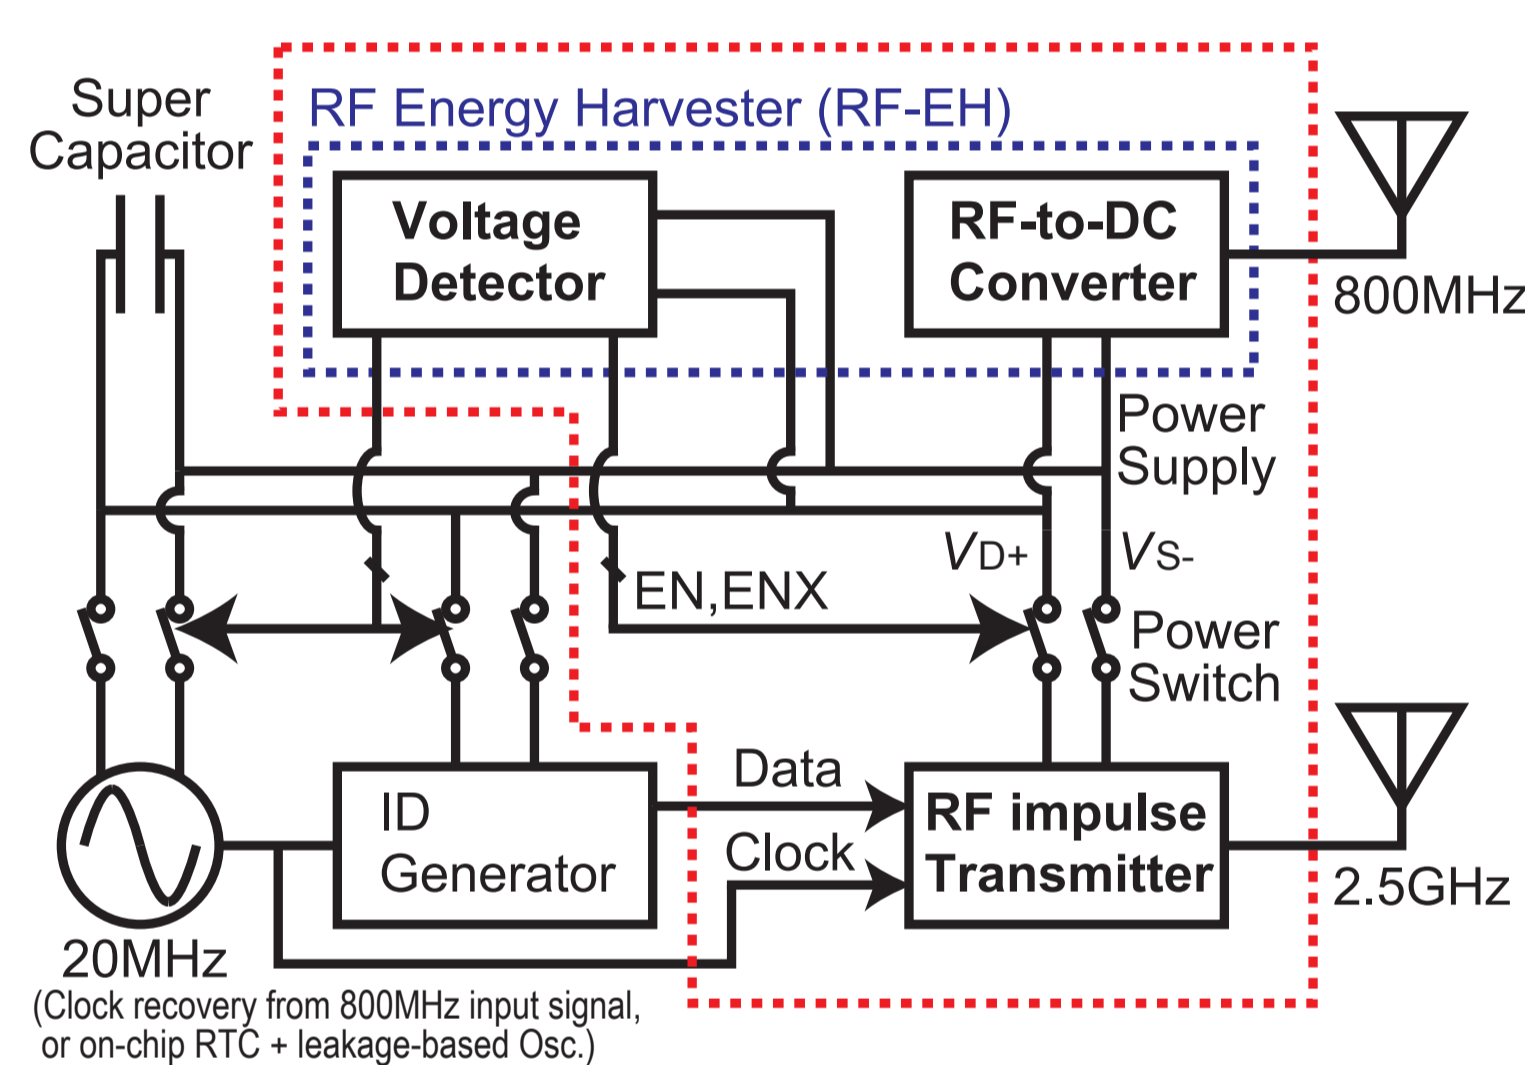 Super
Capacitor
RF Energy Harvester (RF-EH)
Voltage
Detector
RF-to-DC
Converter
800MHz
Power
Supply
VD+
VS-
EN,ENX
Power
Switch
Data
Clock
ID
Generator
RF impulse
Transmitter
2.5GHz
20MHz
(Clock recovery from 800MHz input signal,
or on-chip RTC + leakage-based Osc.)